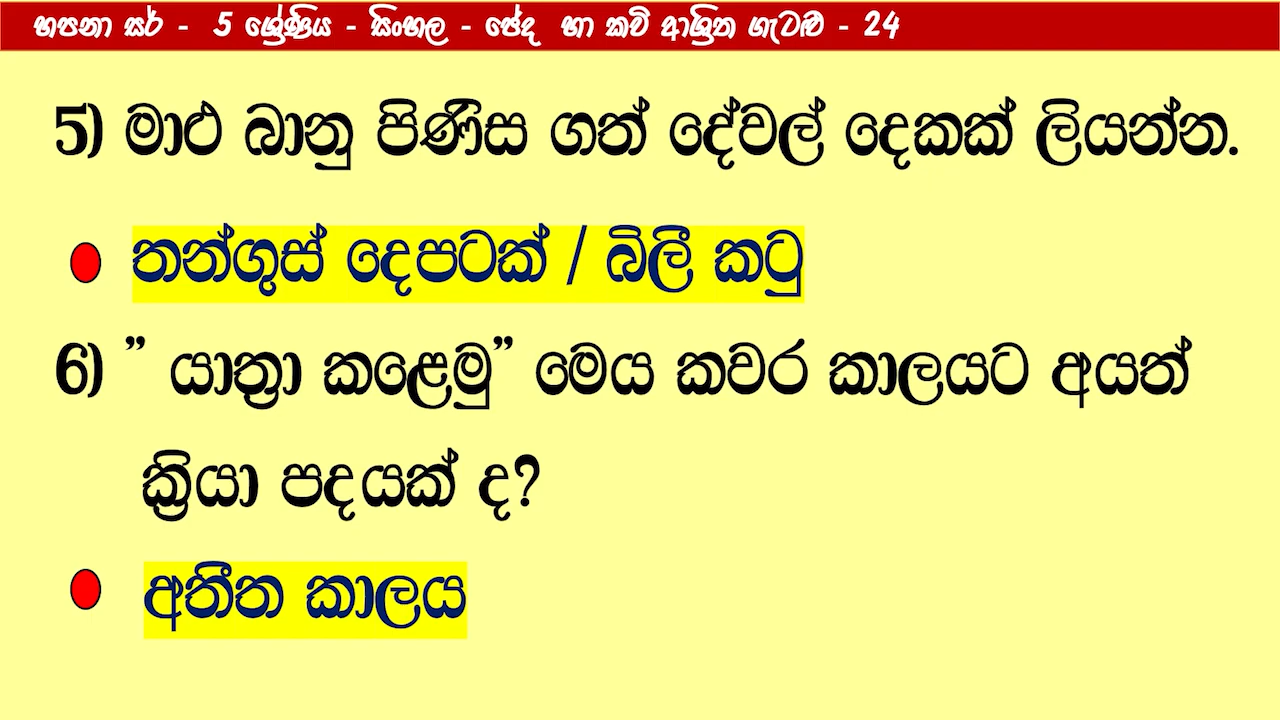 හපනා සර් - 5 ශ්‍රේණිය - සිංහල - ඡේද හා කවි ආශ්‍රිත ගැටළු - 24
5) මාළු බානු පිණිස ගත් දේවල් දෙකක් ලියන්න.
තන්ගුස් දෙපටක් / බිලී කටු
6) ” යාත්‍රා කළෙමු” මෙය කවර කාලයට අයත්
ක්‍රියා පදයක් ද?
අතීත කාලය